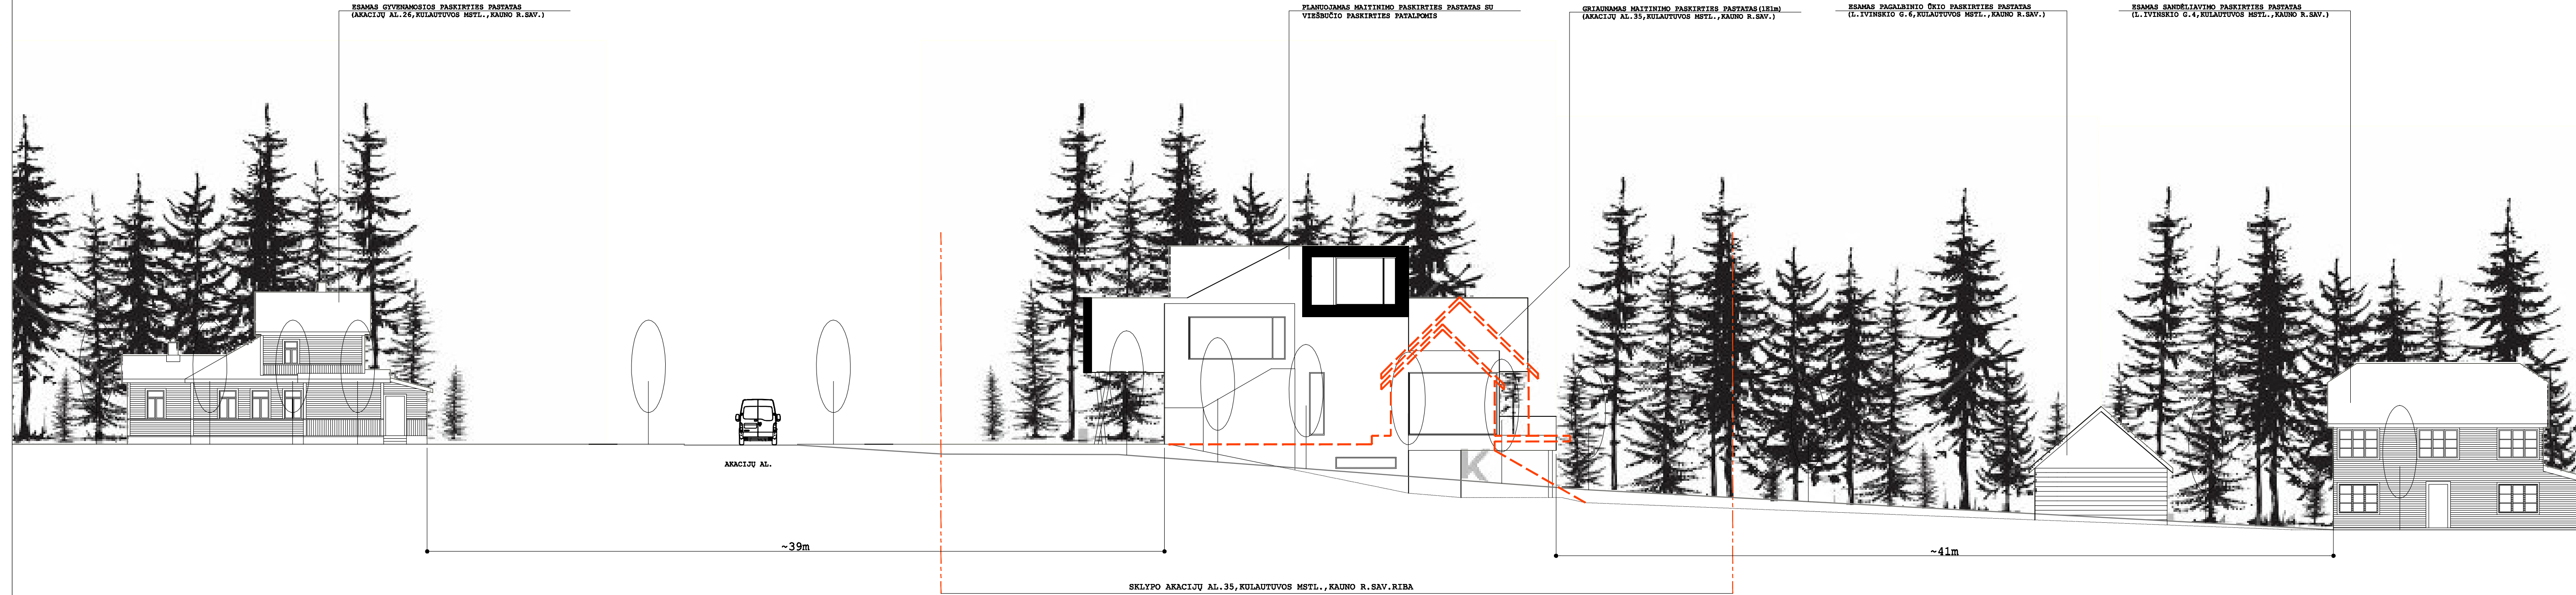 ESAMAS GYVENAMOSIOS PASKIRTIES PASTATAS
(AKACIJŲ AL.26,KULAUTUVOS MSTL.,KAUNO R.SAV.)
PLANUOJAMAS MAITINIMO PASKIRTIES PASTATAS SU
VIEŠBUČIO PASKIRTIES PATALPOMIS
GRIAUNAMAS MAITINIMO PASKIRTIES PASTATAS(1E1m)
(AKACIJŲ AL.35,KULAUTUVOS MSTL.,KAUNO R.SAV.)
ESAMAS PAGALBINIO ŪKIO PASKIRTIES PASTATAS
(L.IVINSKIO G.6,KULAUTUVOS MSTL.,KAUNO R.SAV.)
ESAMAS SANDĖLIAVIMO PASKIRTIES PASTATAS
(L.IVINSKIO G.4,KULAUTUVOS MSTL.,KAUNO R.SAV.)
K
AKACIJŲ AL.
~39m
~41m
SKLYPO AKACIJŲ AL.35,KULAUTUVOS MSTL.,KAUNO R.SAV.RIBA